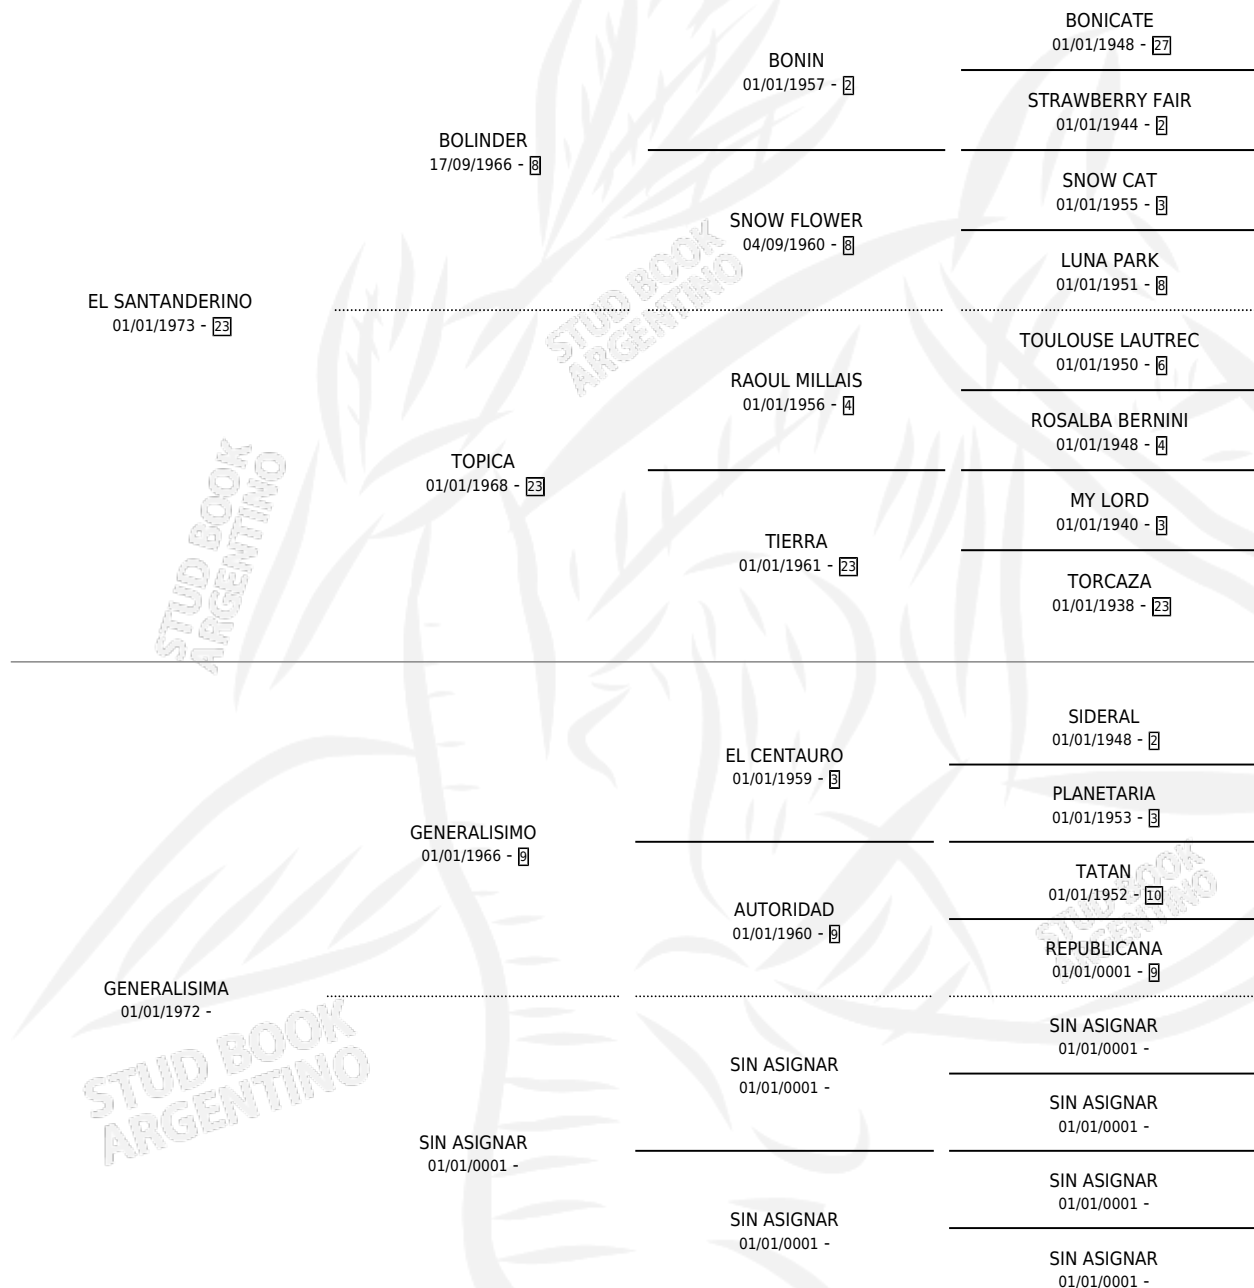 BONICATE
01/01/1948 - 27
BONIN
01/01/1957 - 2
STRAWBERRY FAIR
01/01/1944 - 2
BOLINDER
17/09/1966 - 8
SNOW CAT
01/01/1955 - 3
SNOW FLOWER
04/09/1960 - 8
LUNA PARK
01/01/1951 - 8
EL SANTANDERINO
01/01/1973 - 23
TOULOUSE LAUTREC
01/01/1950 - 6
RAOUL MILLAIS
01/01/1956 - 4
ROSALBA BERNINI
01/01/1948 - 4
TOPICA
01/01/1968 - 23
MY LORD
01/01/1940 - 3
TIERRA
01/01/1961 - 23
TORCAZA
01/01/1938 - 23
STUD BOOK
ARGENTINO
STUD BOOK
ARGENTINO
SIDERAL
01/01/1948 - 2
EL CENTAURO
01/01/1959 - 3
PLANETARIA
01/01/1953 - 3
GENERALISIMO
01/01/1966 - 9
TATAN
01/01/1952 - 10
AUTORIDAD
01/01/1960 - 9
REPUBLICANA
01/01/0001 - 9
STUD BOOK
ARGENTINO
GENERALISIMA
01/01/1972 -
SIN ASIGNAR
01/01/0001 -
SIN ASIGNAR
01/01/0001 -
SIN ASIGNAR
01/01/0001 -
SIN ASIGNAR
01/01/0001 -
SIN ASIGNAR
01/01/0001 -
SIN ASIGNAR
01/01/0001 -
SIN ASIGNAR
01/01/0001 -
STUD BOOK
ARGENTINO